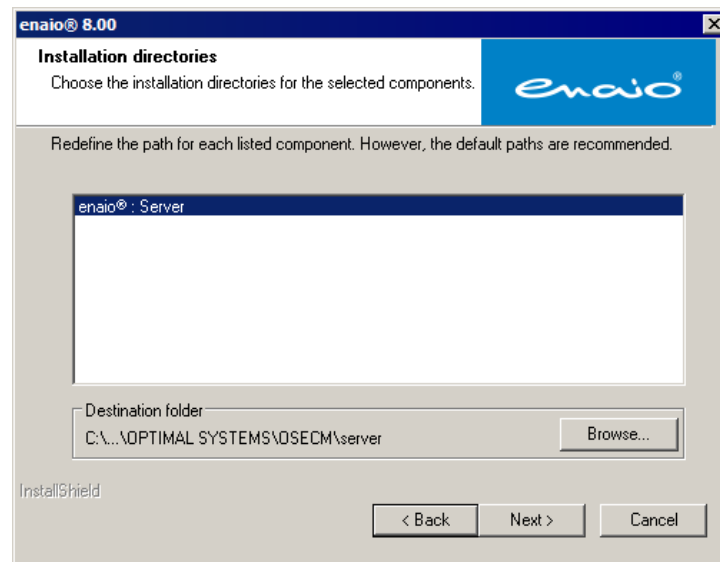 enaio® 8.00
Installation directories
Choose the installation directories for the selected components.
enaio®
Redefine the path for each listed component. However, the default paths are recommended.
enaio® : Server
Destination folder
C:\...\OPTIMAL SYSTEMS\OSECM\server
Browse...
InstallShield
< Back
Next >
Cancel